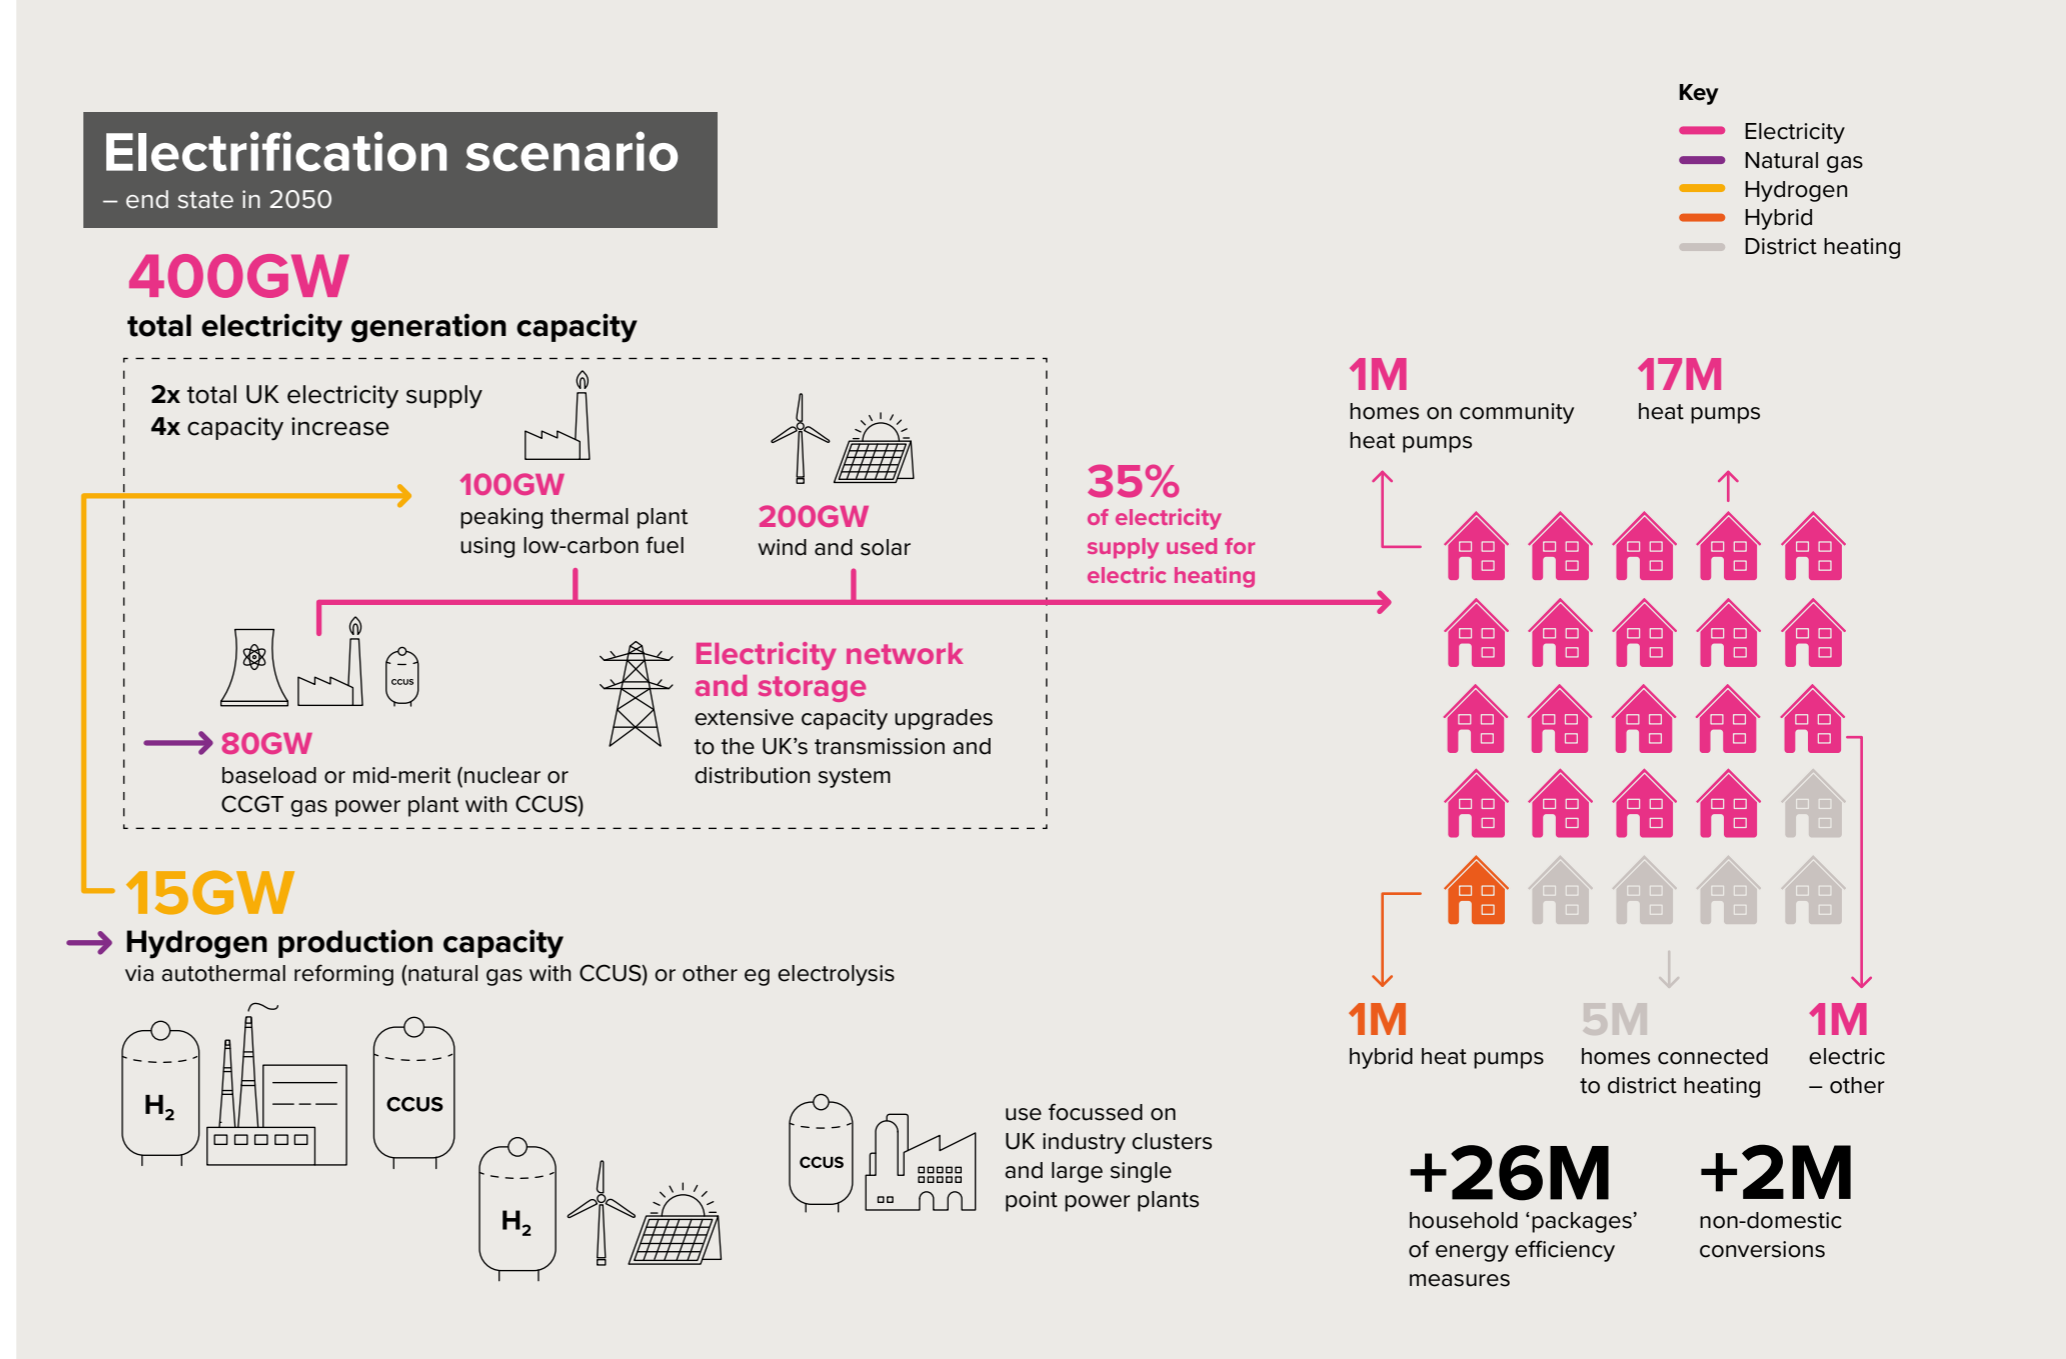 Electrification scenario
– end state in 2050
Key
Electricity
Natural gas
Hydrogen
Hybrid
District heating
400GW
total electricity generation capacity
2x total UK electricity supply
4x capacity increase
100GW
peaking thermal plant
using low-carbon fuel
200GW
wind and solar
35%
of electricity
supply used for
electric heating
CCUS
80GW
baseload or mid-merit (nuclear or
CCGT gas power plant with CCUS)
Electricity network
and storage
extensive capacity upgrades
to the UK’s transmission and
distribution system
1M
homes on community
heat pumps
17M
heat pumps
15GW
Hydrogen production capacity
via autothermal reforming (natural gas with CCUS) or other eg electrolysis
H₂
CCUS
H₂
CCUS
use focussed on
UK industry clusters
and large single
point power plants
1M
hybrid heat pumps
5M
homes connected
to district heating
1M
electric
– other
+26M
household ‘packages’
of energy efficiency
measures
+2M
non-domestic
conversions